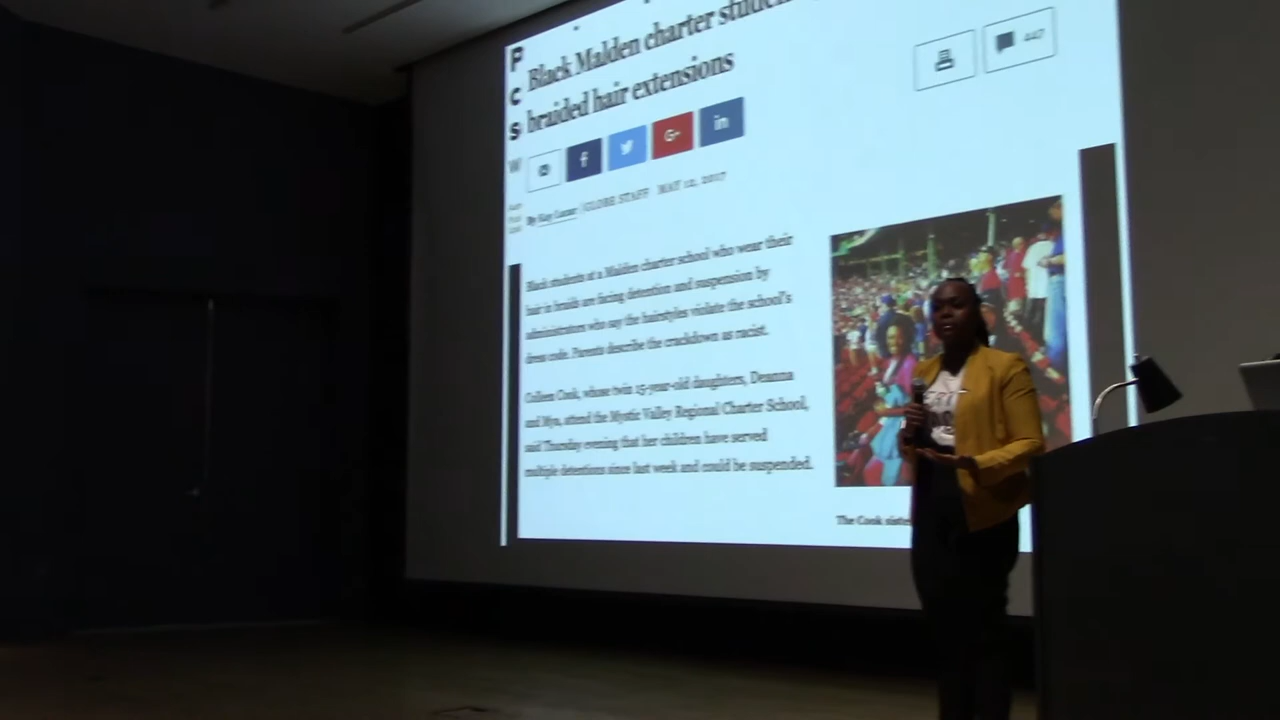 Black Malden charter students
braided hair extensions
447
f
G+
in
By Kay Lazar | GLOBE STAFF MAY 12, 2017
Black students at a Malden charter school who wear their
hair in braids are facing detention and suspension by
administrators who say the hairstyles violate the school's
dress code. Parents describe the crackdown as racist.
Colleen Cook, whose twin 15-year-old daughters, Deanna
and Mya, attend the Mystic Valley Regional Charter School,
said Thursday evening that her children have served
multiple detentions since last week and could be suspended.
The Cook siste
P
C
S
W